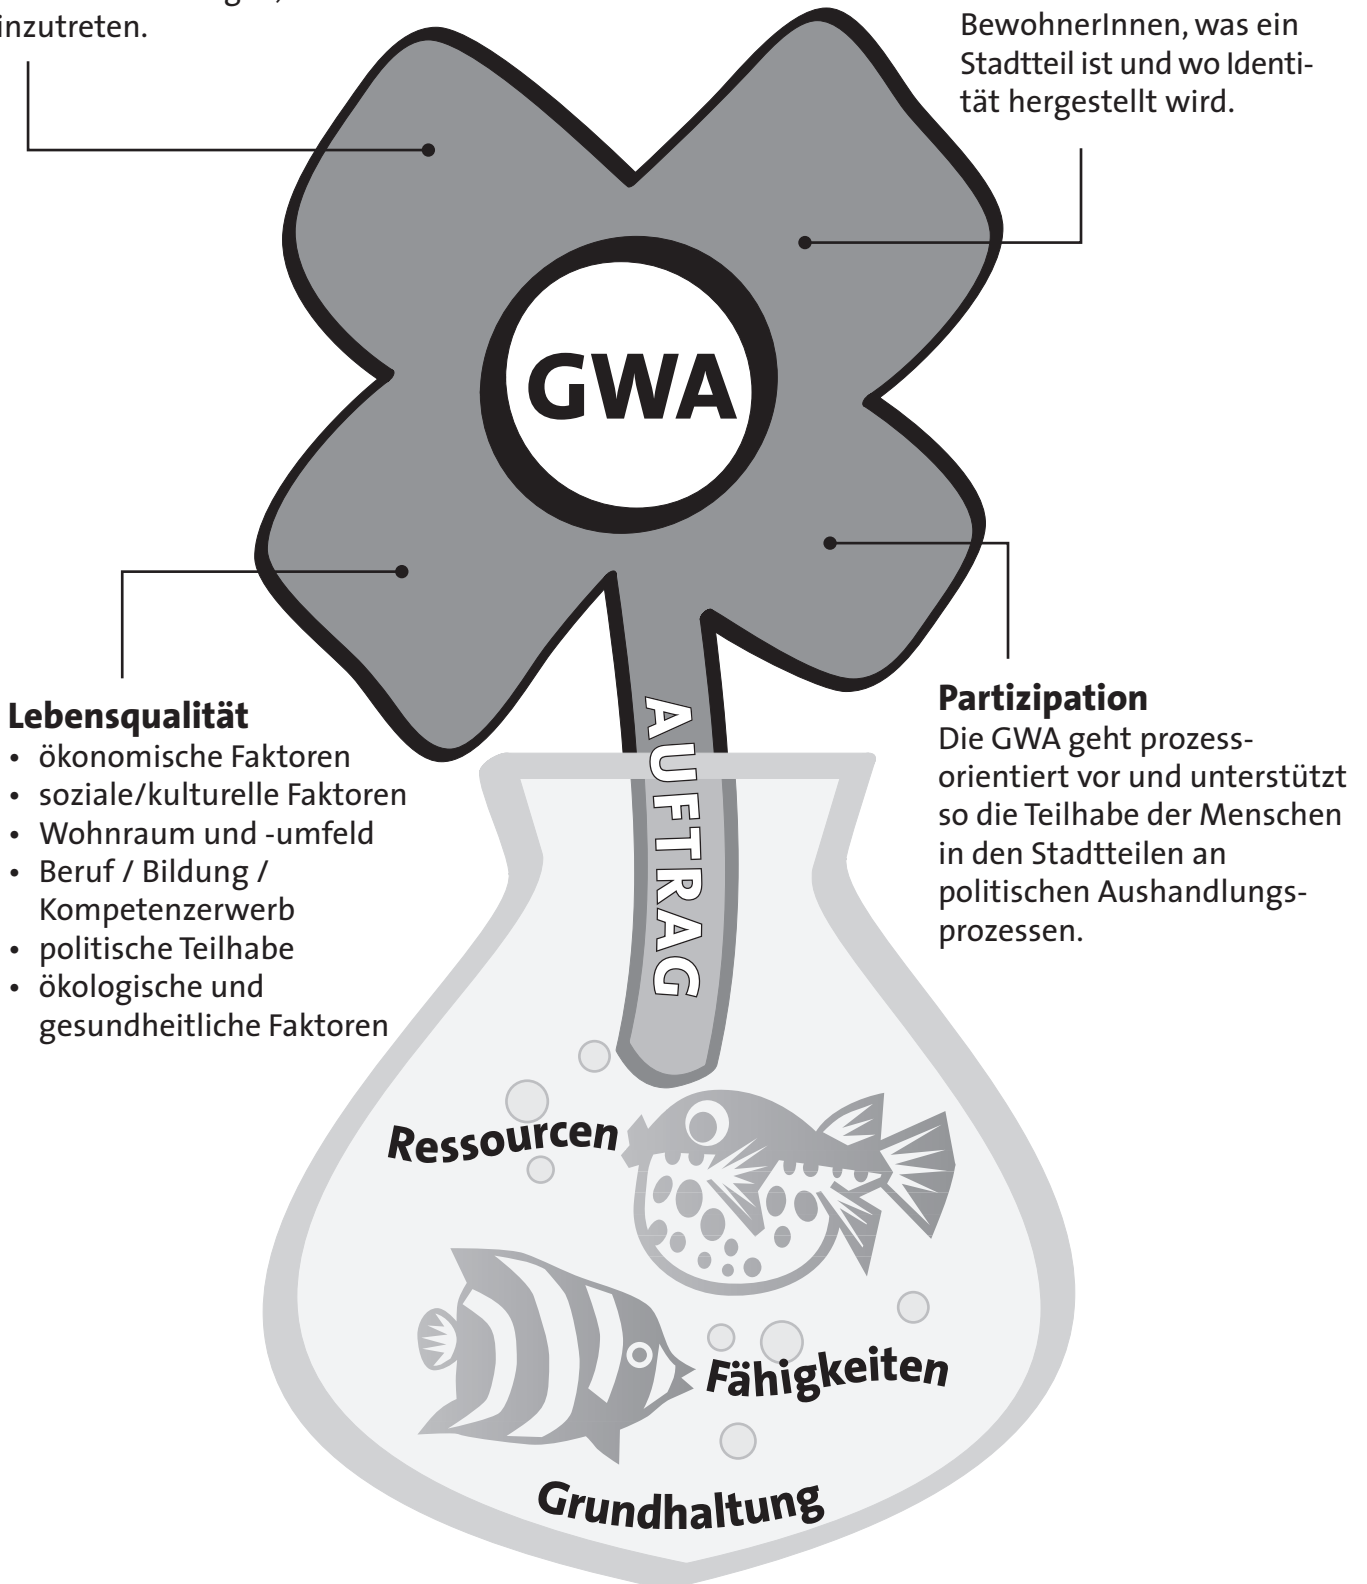 inzutreten.
BewohnerInnen, was ein
Stadtteil ist und wo Identi-
tät hergestellt wird.
GWA
Lebensqualität
• ökonomische Faktoren
• soziale/kulturelle Faktoren
• Wohnraum und -umfeld
• Beruf / Bildung /
Kompetenzerwerb
• politische Teilhabe
• ökologische und
gesundheitliche Faktoren
Partizipation
Die GWA geht prozess-
orientiert vor und unterstützt
so die Teilhabe der Menschen
in den Stadtteilen an
politischen Aushandlungs-
prozessen.
AUFTRAG
Ressourcen
Fähigkeiten
Grundhaltung